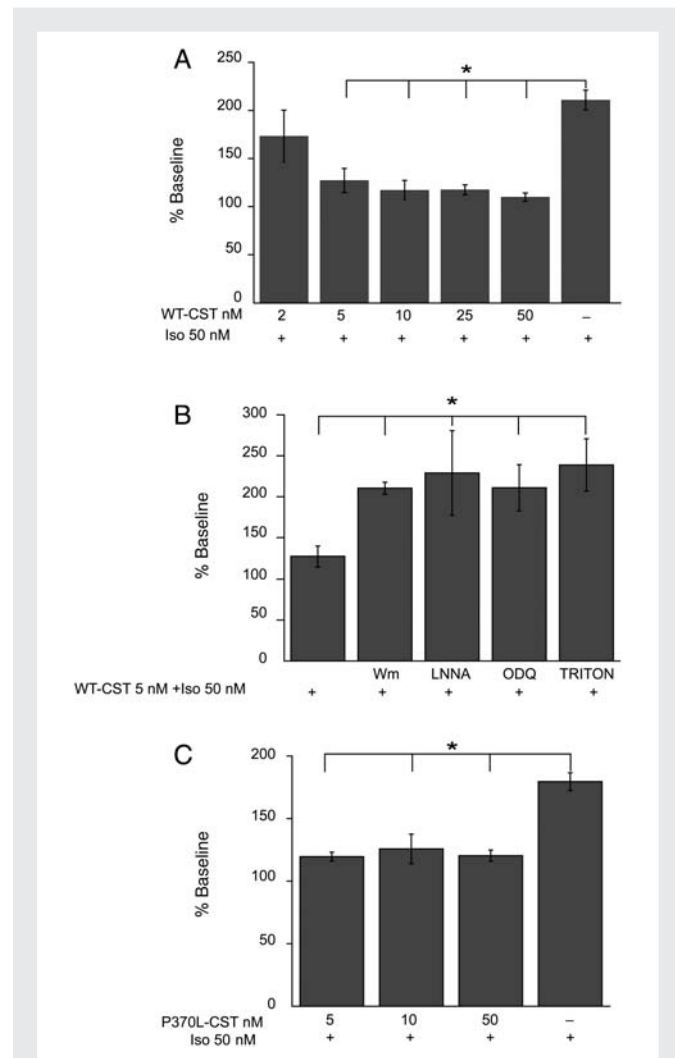 A
*
250
200
150
100
50
0
% Baseline
WT-CST nM 2 5 10 25 50 –
Iso 50 nM + + + + + +
B
*
300
250
200
150
100
50
0
% Baseline
Wm LNNA ODQ TRITON
WT-CST 5 nM +Iso 50 nM + + + + +
C
*
200
150
100
50
0
% Baseline
P370L-CST nM 5 10 50 –
Iso 50 nM + + + +